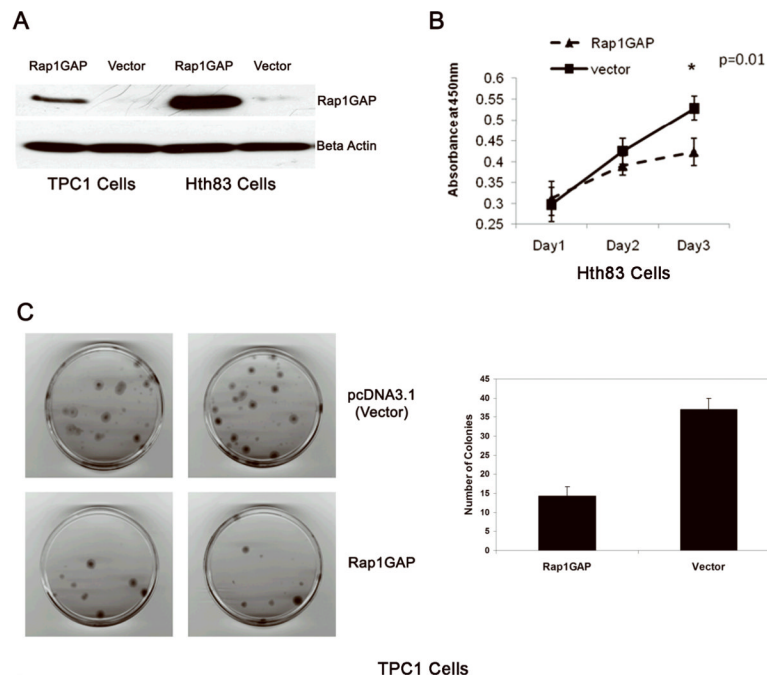 A
Rap1GAP Vector Rap1GAP Vector
Rap1GAP
Beta Actin
TPC1 Cells Hth83 Cells
B
Rap1GAP
vector
* p=0.01
Absorbance at 450nm
0.6
0.55
0.5
0.45
0.4
0.35
0.3
0.25
Day1 Day2 Day3
Hth83 Cells
C
pcDNA3.1
(Vector)
Rap1GAP
Number of Colonies
45
40
35
30
25
20
15
10
5
0
Rap1GAP Vector
TPC1 Cells